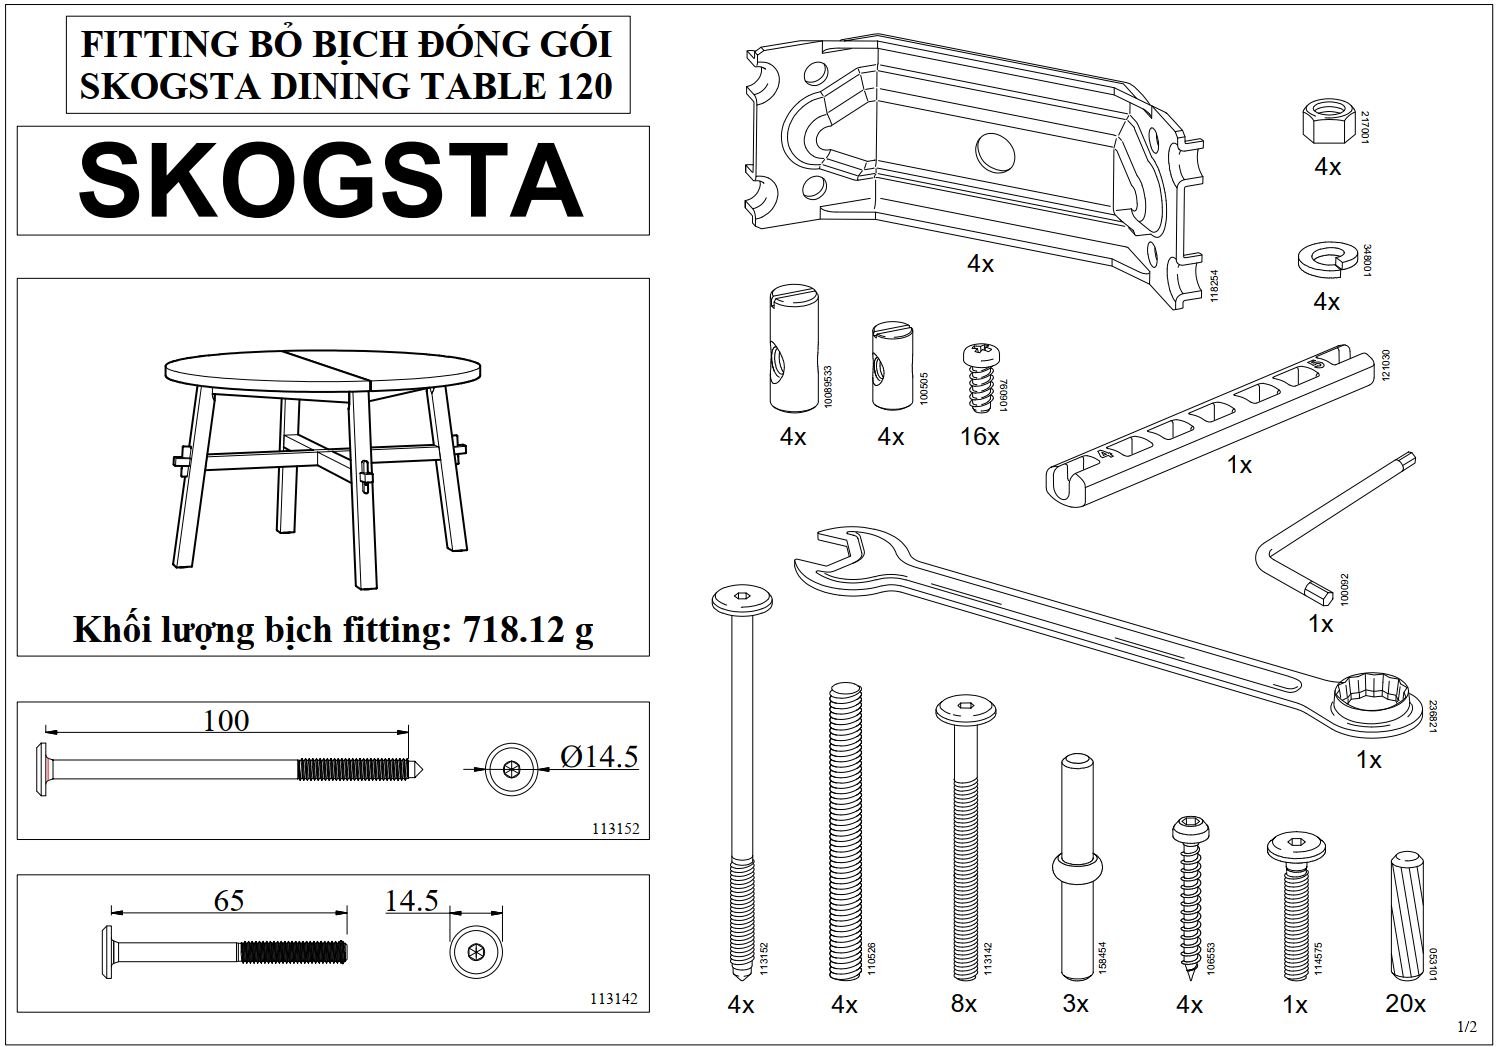 FITTING BỎ BỊCH ĐÓNG GÓI
SKOGSTA DINING TABLE 120
SKOGSTA
Khối lượng bịch fitting: 718.12 g
100
Ø14.5
113152
65
14.5
113142
4x
118254
217001
4x
348001
4x
10089533
4x
100505
4x
109067
16x
5
4
121030
1x
100092
1x
236821
1x
113152
4x
110526
4x
113142
8x
158454
3x
106553
4x
114575
1x
053101
20x
1/2